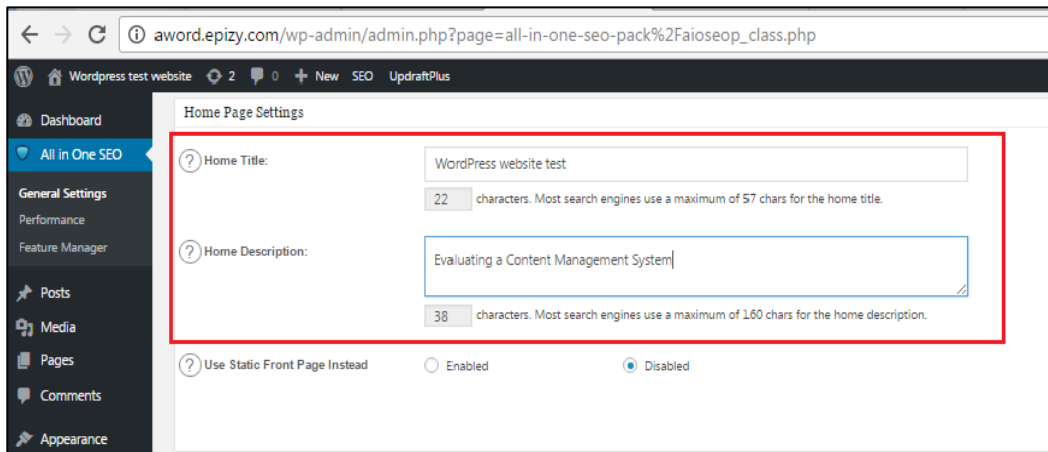 aword.epizy.com/wp-admin/admin.php?page=all-in-one-seo-pack%2Faioseop_class.php
Wordpress test website 2 0 + New SEO UpdraftPlus
Dashboard
All in One SEO
General Settings
Performance
Feature Manager
Posts
Media
Pages
Comments
Appearance
Home Page Settings
? Home Title: WordPress website test
22 characters. Most search engines use a maximum of 57 chars for the home title.
? Home Description: Evaluating a Content Management System
38 characters. Most search engines use a maximum of 160 chars for the home description.
? Use Static Front Page Instead Enabled Disabled